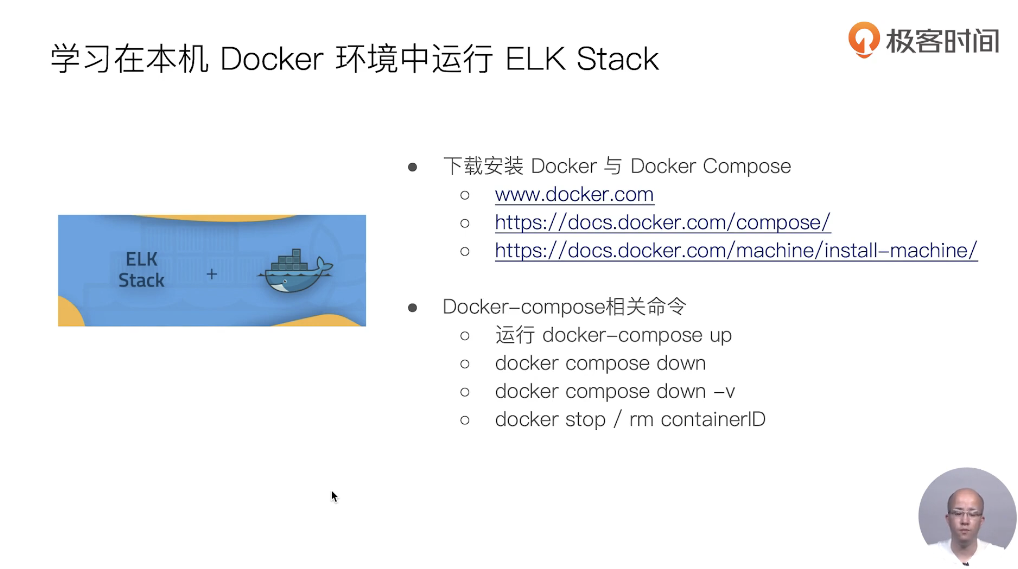 学习在本机 Docker 环境中运行 ELK Stack
极客时间
ELK
Stack
+
● 下载安装 Docker 与 Docker Compose
○ www.docker.com
○ https://docs.docker.com/compose/
○ https://docs.docker.com/machine/install-machine/
● Docker-compose相关命令
○ 运行 docker-compose up
○ docker compose down
○ docker compose down -v
○ docker stop / rm containerID